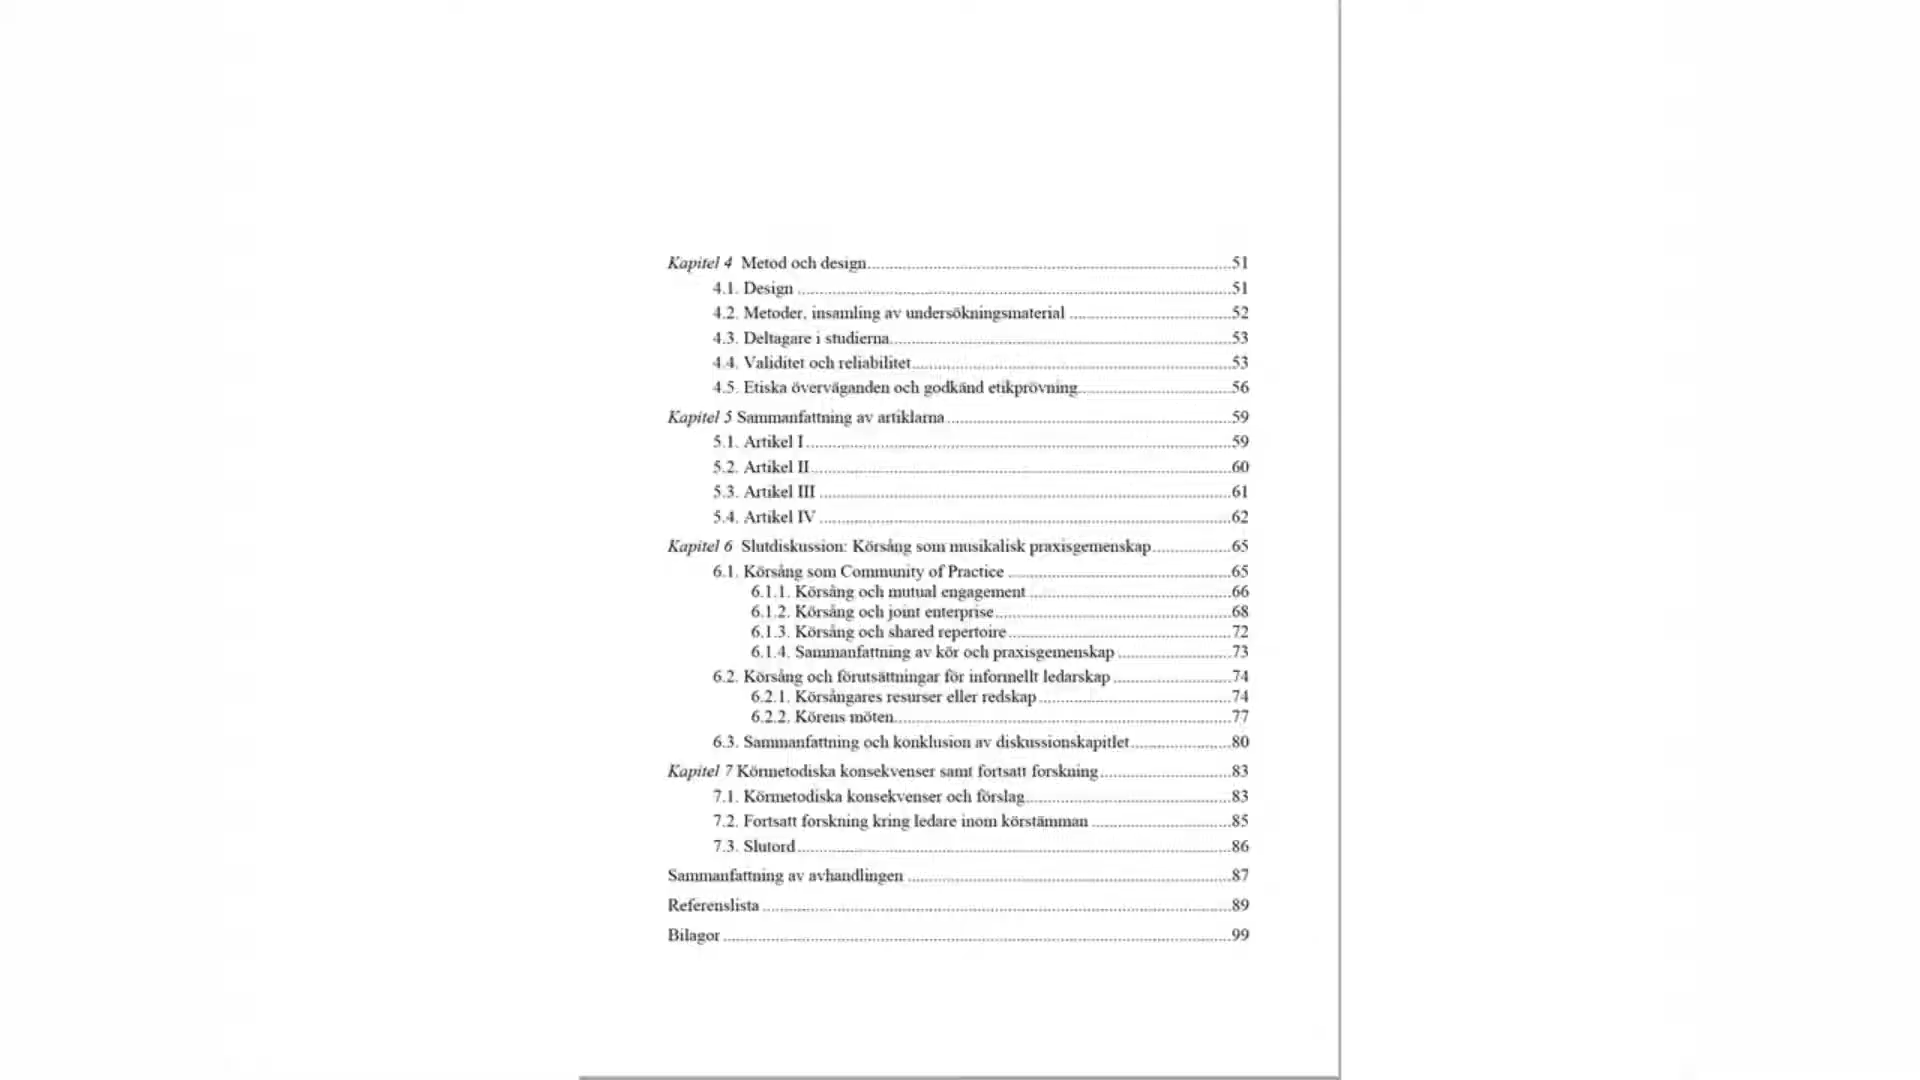 Kapitel 4 Metod och design 51
4.1. Design 51
4.2. Metoder, insamling av undersökningsmaterial 52
4.3. Deltagare i studierna 53
4.4. Validitet och reliabilitet 53
4.5. Etiska överväganden och godkänd etikprövning 56
Kapitel 5 Sammanfattning av artiklarna 59
5.1. Artikel I 59
5.2. Artikel II 60
5.3. Artikel III 61
5.4. Artikel IV 62
Kapitel 6 Slutdiskussion: Körsång som musikalisk praxisgemenskap 65
6.1. Körsång som Community of Practice 65
6.1.1. Körsång och mutual engagement 66
6.1.2. Körsång och joint enterprise 68
6.1.3. Körsång och shared repertoire 72
6.1.4. Sammanfattning av kör och praxisgemenskap 73
6.2. Körsång och förutsättningar för informellt ledarskap 74
6.2.1. Körsångares resurser eller redskap 74
6.2.2. Körens möten 77
6.3. Sammanfattning och konklusion av diskussionskapitlet 80
Kapitel 7 Körmetodiska konsekvenser samt fortsatt forskning 83
7.1. Körmetodiska konsekvenser och förslag 83
7.2. Fortsatt forskning kring ledare inom körstämman 85
7.3. Slutord 86
Sammanfattning av avhandlingen 87
Referenslista 89
Bilagor 99